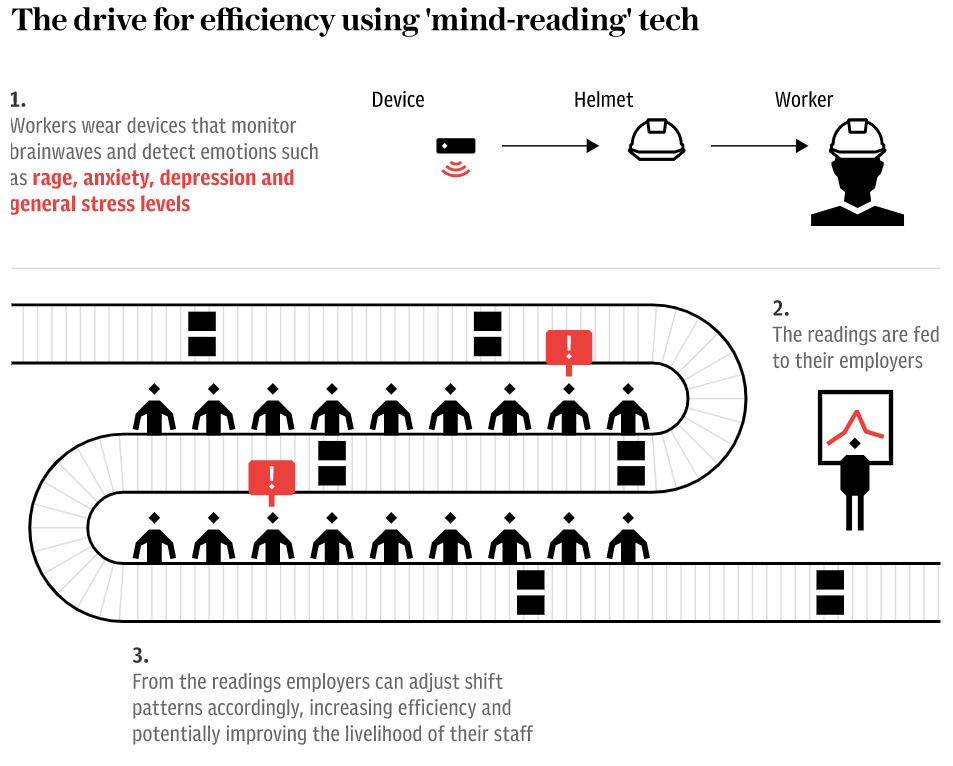 The drive for efficiency using 'mind-reading' tech
1.
Workers wear devices that monitor
brainwaves and detect emotions such
as rage, anxiety, depression and
general stress levels
Device
Helmet
Worker
!
!
2.
The readings are fed
to their employers
3.
From the readings employers can adjust shift
patterns accordingly, increasing efficiency and
potentially improving the livelihood of their staff